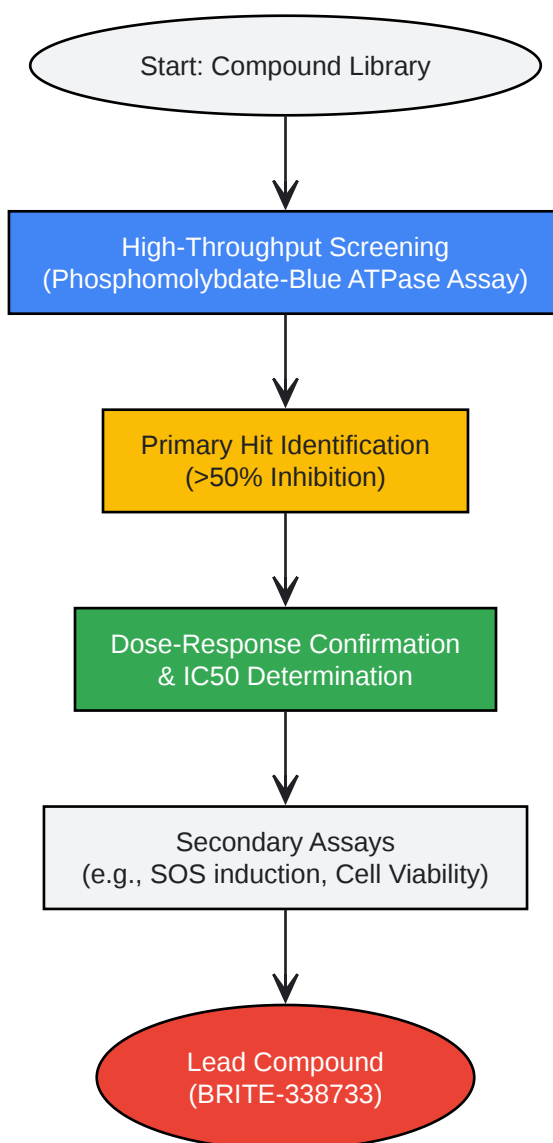 Start: Compound Library
High-Throughput Screening
(Phosphomolybdate-Blue ATPase Assay)
Primary Hit Identification
(>50% Inhibition)
Dose-Response Confirmation
& IC50 Determination
Secondary Assays
(e.g., SOS induction, Cell Viability)
Lead Compound
(BRITE-338733)